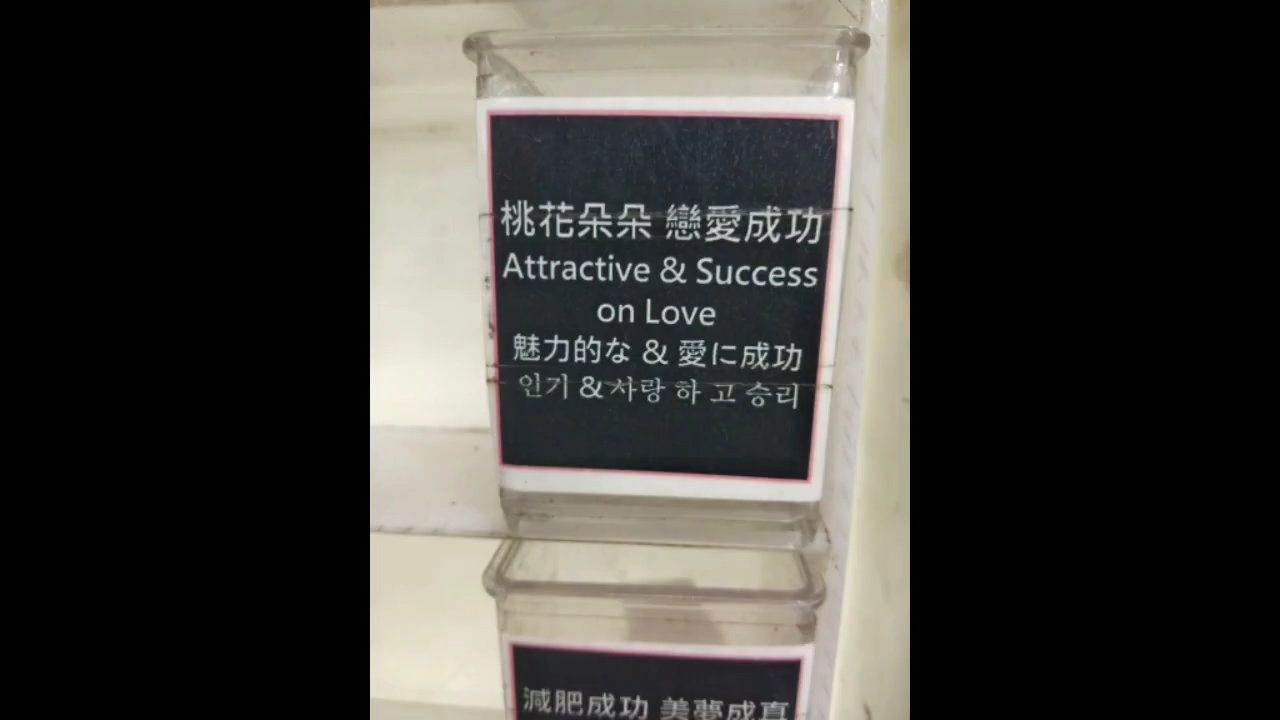 桃花朵朵 戀愛成功
Attractive & Success
on Love
魅力的な & 愛に成功
인기 & 사랑 하 고 승리
減肥成功 美夢成真